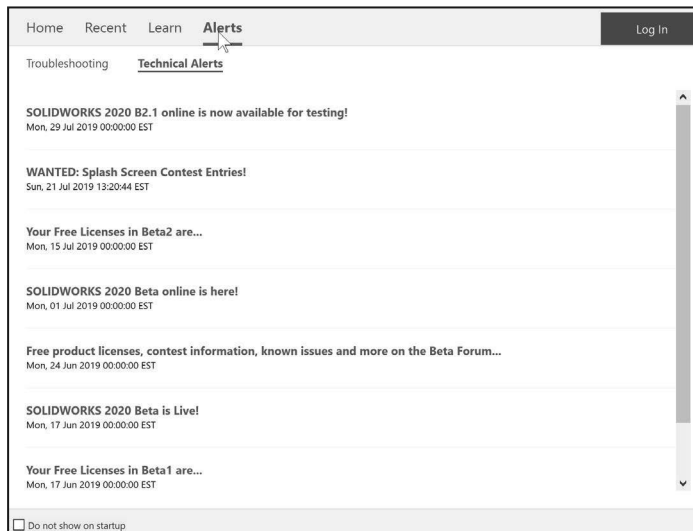 Home Recent Learn Alerts Log In
Troubleshooting Technical Alerts
SOLIDWORKS 2020 B2.1 online is now available for testing!
Mon, 29 Jul 2019 00:00:00 EST
WANTED: Splash Screen Contest Entries!
Sun, 21 Jul 2019 13:20:44 EST
Your Free Licenses in Beta2 are...
Mon, 15 Jul 2019 00:00:00 EST
SOLIDWORKS 2020 Beta online is here!
Mon, 01 Jul 2019 00:00:00 EST
Free product licenses, contest information, known issues and more on the Beta Forum...
Mon, 24 Jun 2019 00:00:00 EST
SOLIDWORKS 2020 Beta is Live!
Mon, 17 Jun 2019 00:00:00 EST
Your Free Licenses in Beta1 are...
Mon, 17 Jun 2019 00:00:00 EST
Do not show on startup